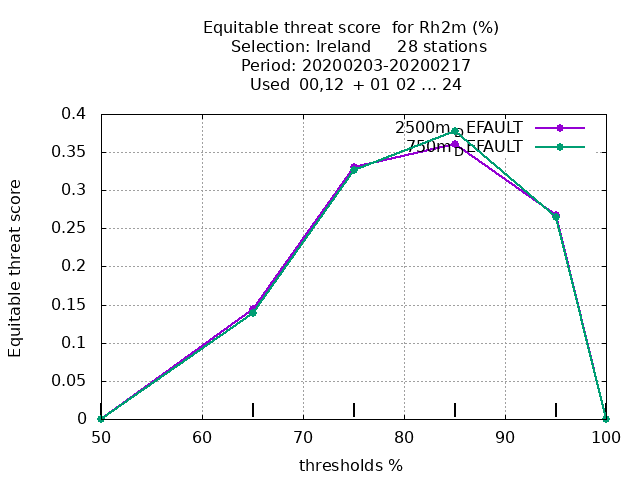 Equitable threat score  for Rh2m (%)
Selection: Ireland     28 stations
Period: 20200203-20200217
Used  00,12  + 01 02 ... 24
2500m_DEFAULT
750m_DEFAULT
Equitable threat score
0.4
0.35
0.3
0.25
0.2
0.15
0.1
0.05
0
50 60 70 80 90 100
thresholds %